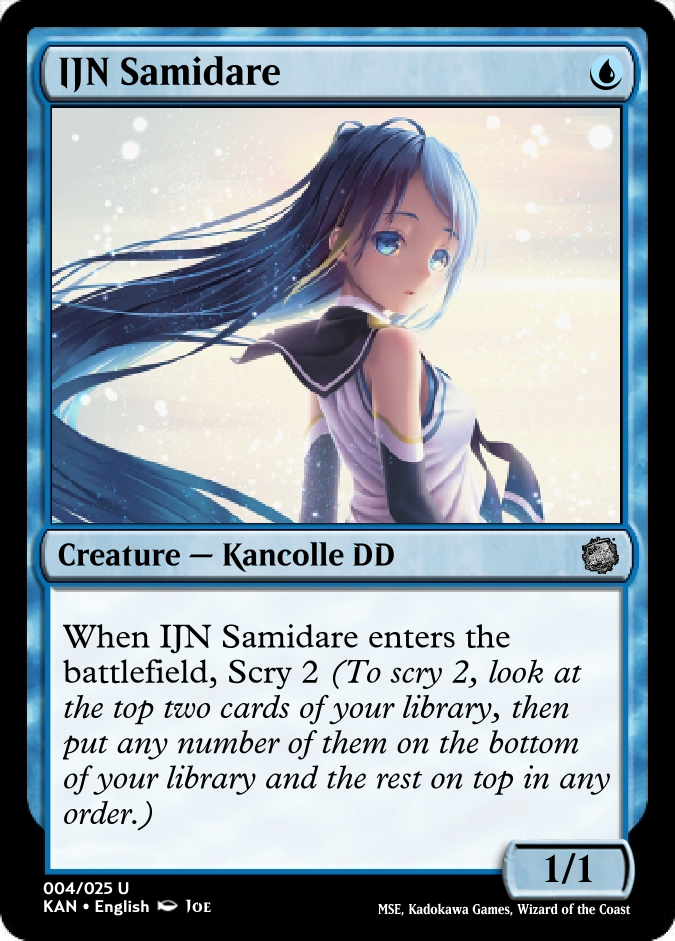 IJN Samidare
Creature — Kancolle DD
When IJN Samidare enters the
battlefield, Scry 2 (To scry 2, look at
the top two cards of your library, then
put any number of them on the bottom
of your library and the rest on top in any
order.)
1/1
004/025 U
KAN • English JOE
MSE, Kadokawa Games, Wizard of the Coast